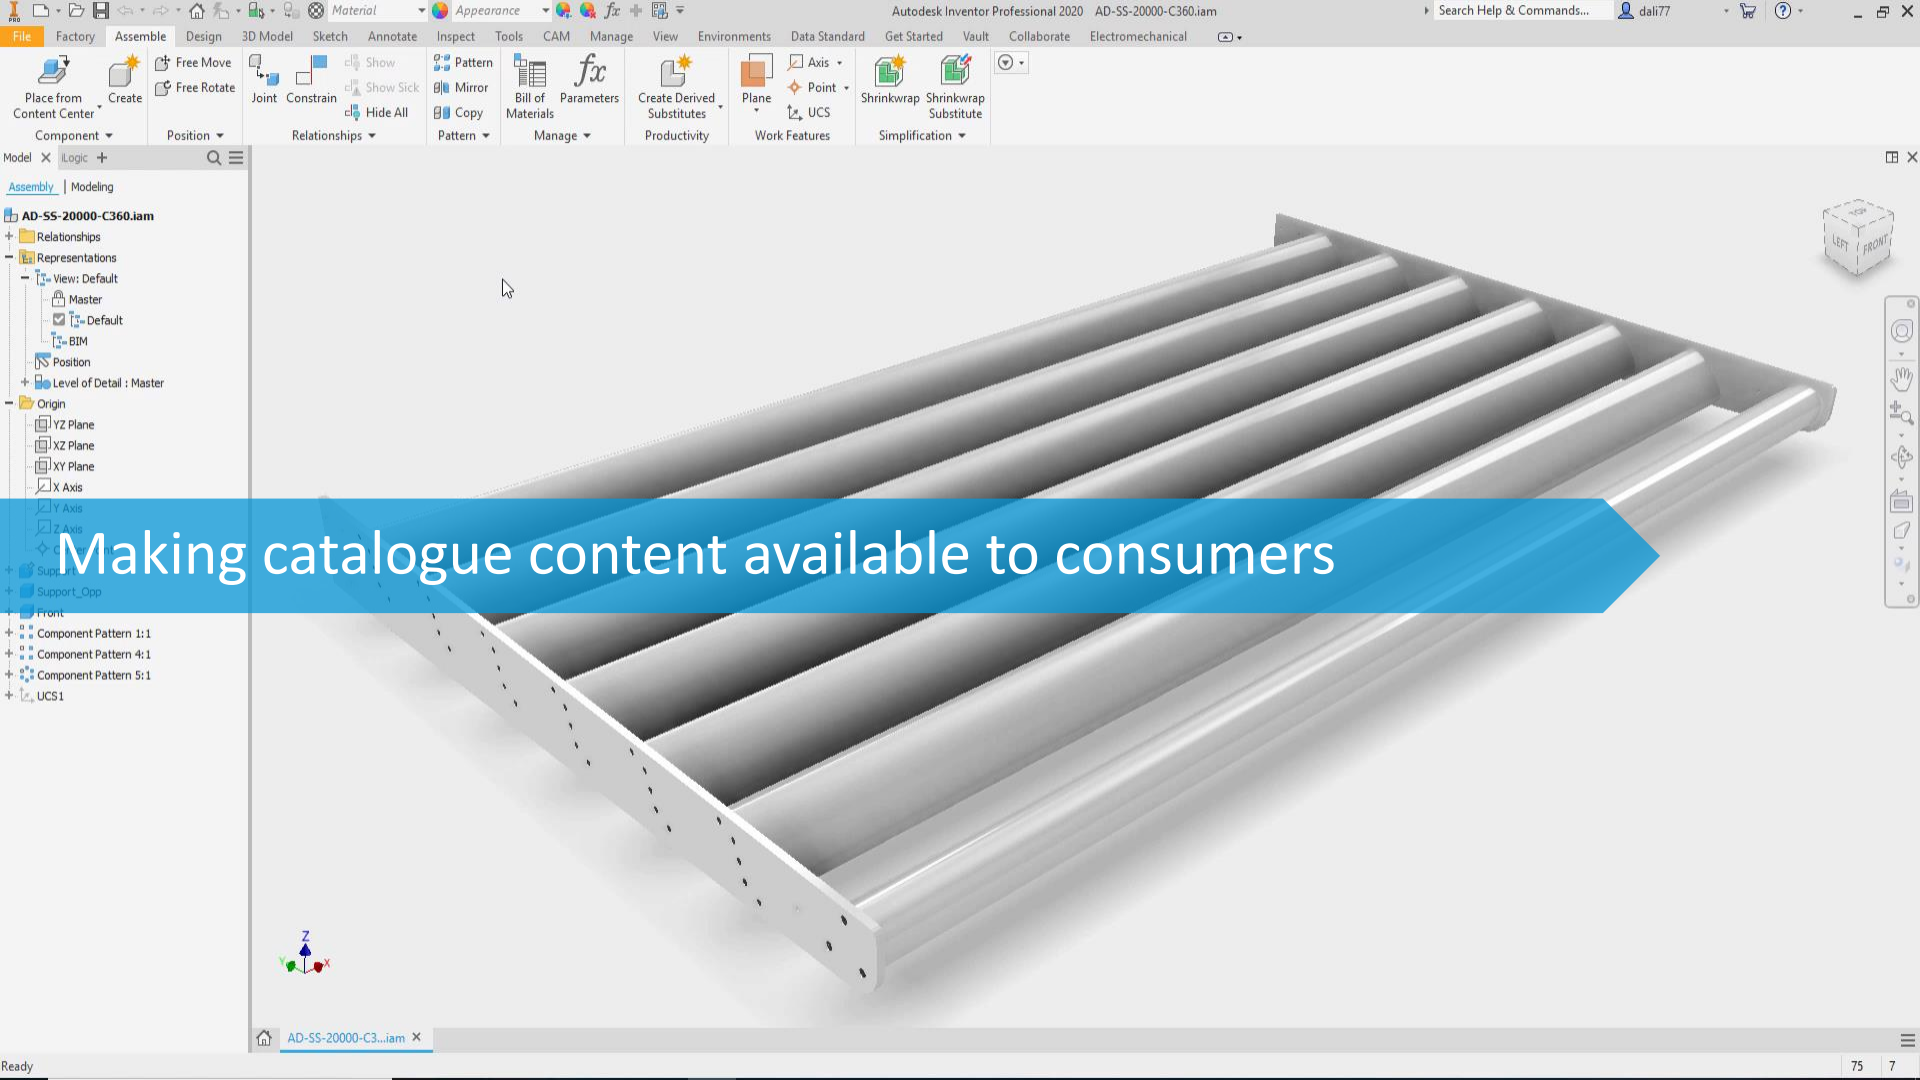 PRO
Material
Appearance
Autodesk Inventor Professional 2020 AD-SS-20000-C360.iam
Search Help & Commands...
dali77
File Factory Assemble Design 3D Model Sketch Annotate Inspect Tools CAM Manage View Environments Data Standard Get Started Vault Collaborate Electromechanical
Place from
Content Center
Create
Free Move
Free Rotate
Joint
Constrain
Show
Show Sick
Hide All
Pattern
Mirror
Copy
Bill of
Materials
Parameters
Create Derived
Substitutes
Plane
Axis
Point
UCS
Shrinkwrap
Shrinkwrap
Substitute
Component
Position
Relationships
Pattern
Manage
Productivity
Work Features
Simplification
Model
iLogic
Assembly | Modeling
AD-SS-20000-C360.iam
Relationships
Representations
View: Default
Master
Default
BIM
Position
Level of Detail : Master
Origin
YZ Plane
XZ Plane
XY Plane
X Axis
Y Axis
Z Axis
Making catalogue content available to consumers
Support
Support_Opp
Front
Component Pattern 1:1
Component Pattern 4:1
Component Pattern 5:1
UCS1
TOP
LEFT
FRONT
Z
Y
X
AD-SS-20000-C3...iam
Ready
75 7